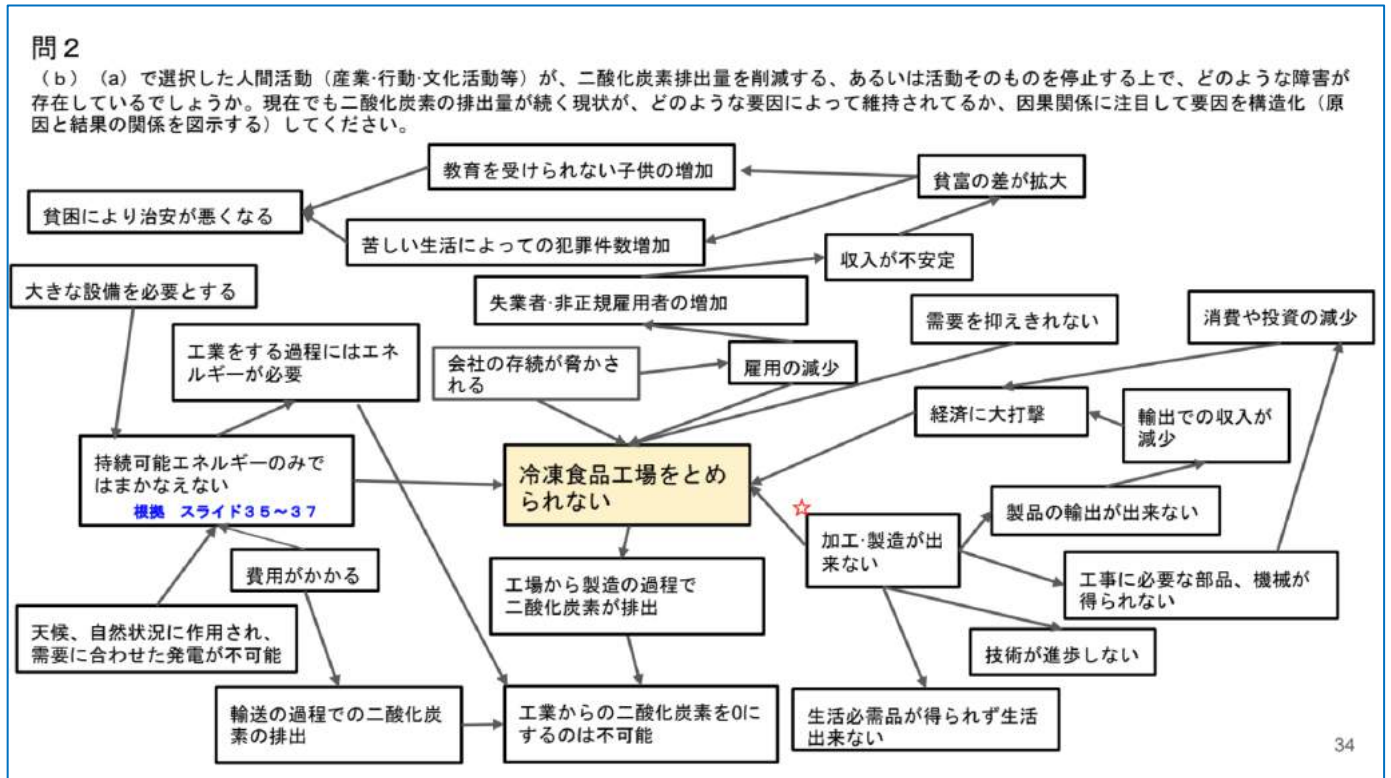 問２
（ｂ）（a）で選択した人間活動（産業･行動･文化活動等）が、二酸化炭素排出量を削減する、あるいは活動そのものを停止する上で、どのような障害が
存在しているでしょうか。現在でも二酸化炭素の排出量が続く現状が、どのような要因によって維持されてるか、因果関係に注目して要因を構造化（原
因と結果の関係を図示する）してください。
教育を受けられない子供の増加
貧富の差が拡大
貧困により治安が悪くなる
苦しい生活によっての犯罪件数増加
収入が不安定
大きな設備を必要とする
失業者･非正規雇用者の増加
需要を抑えきれない
消費や投資の減少
工業をする過程にはエネ
ルギーが必要
会社の存続が脅かさ
れる
雇用の減少
経済に大打撃
輸出での収入が
減少
持続可能エネルギーのみで
はまかなえない
根拠　スライド３５～３７
冷凍食品工場をとめ
られない
☆
加工･製造が出
来ない
製品の輸出が出来ない
費用がかかる
工場から製造の過程で
二酸化炭素が排出
工事に必要な部品、機械が
得られない
天候、自然状況に作用され、
需要に合わせた発電が不可能
技術が進歩しない
輸送の過程での二酸化炭
素の排出
工業からの二酸化炭素を0に
するのは不可能
生活必需品が得られず生活
出来ない
34